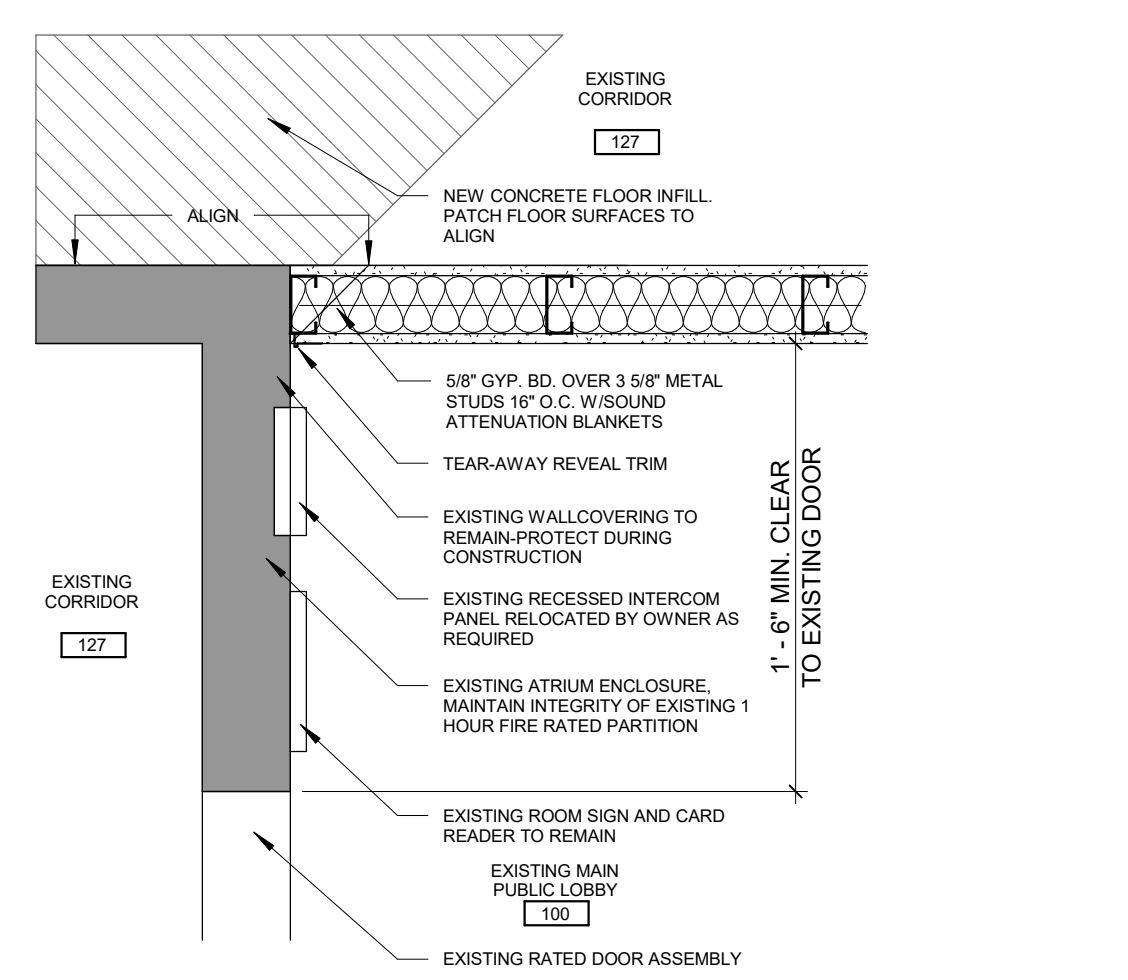 EXISTING
CORRIDOR
127
NEW CONCRETE FLOOR INFILL.
PATCH FLOOR SURFACES TO
ALIGN
ALIGN
5/8" GYP. BD. OVER 3 5/8" METAL
STUDS 16" O.C. W/SOUND
ATTENUATION BLANKETS
TEAR-AWAY REVEAL TRIM
EXISTING WALLCOVERING TO
REMAIN-PROTECT DURING
CONSTRUCTION
EXISTING RECESSED INTERCOM
PANEL RELOCATED BY OWNER AS
REQUIRED
EXISTING ATRIUM ENCLOSURE,
MAINTAIN INTEGRITY OF EXISTING 1
HOUR FIRE RATED PARTITION
1' - 6" MIN. CLEAR
TO EXISTING DOOR
EXISTING
CORRIDOR
127
EXISTING ROOM SIGN AND CARD
READER TO REMAIN
EXISTING MAIN
PUBLIC LOBBY
100
EXISTING RATED DOOR ASSEMBLY